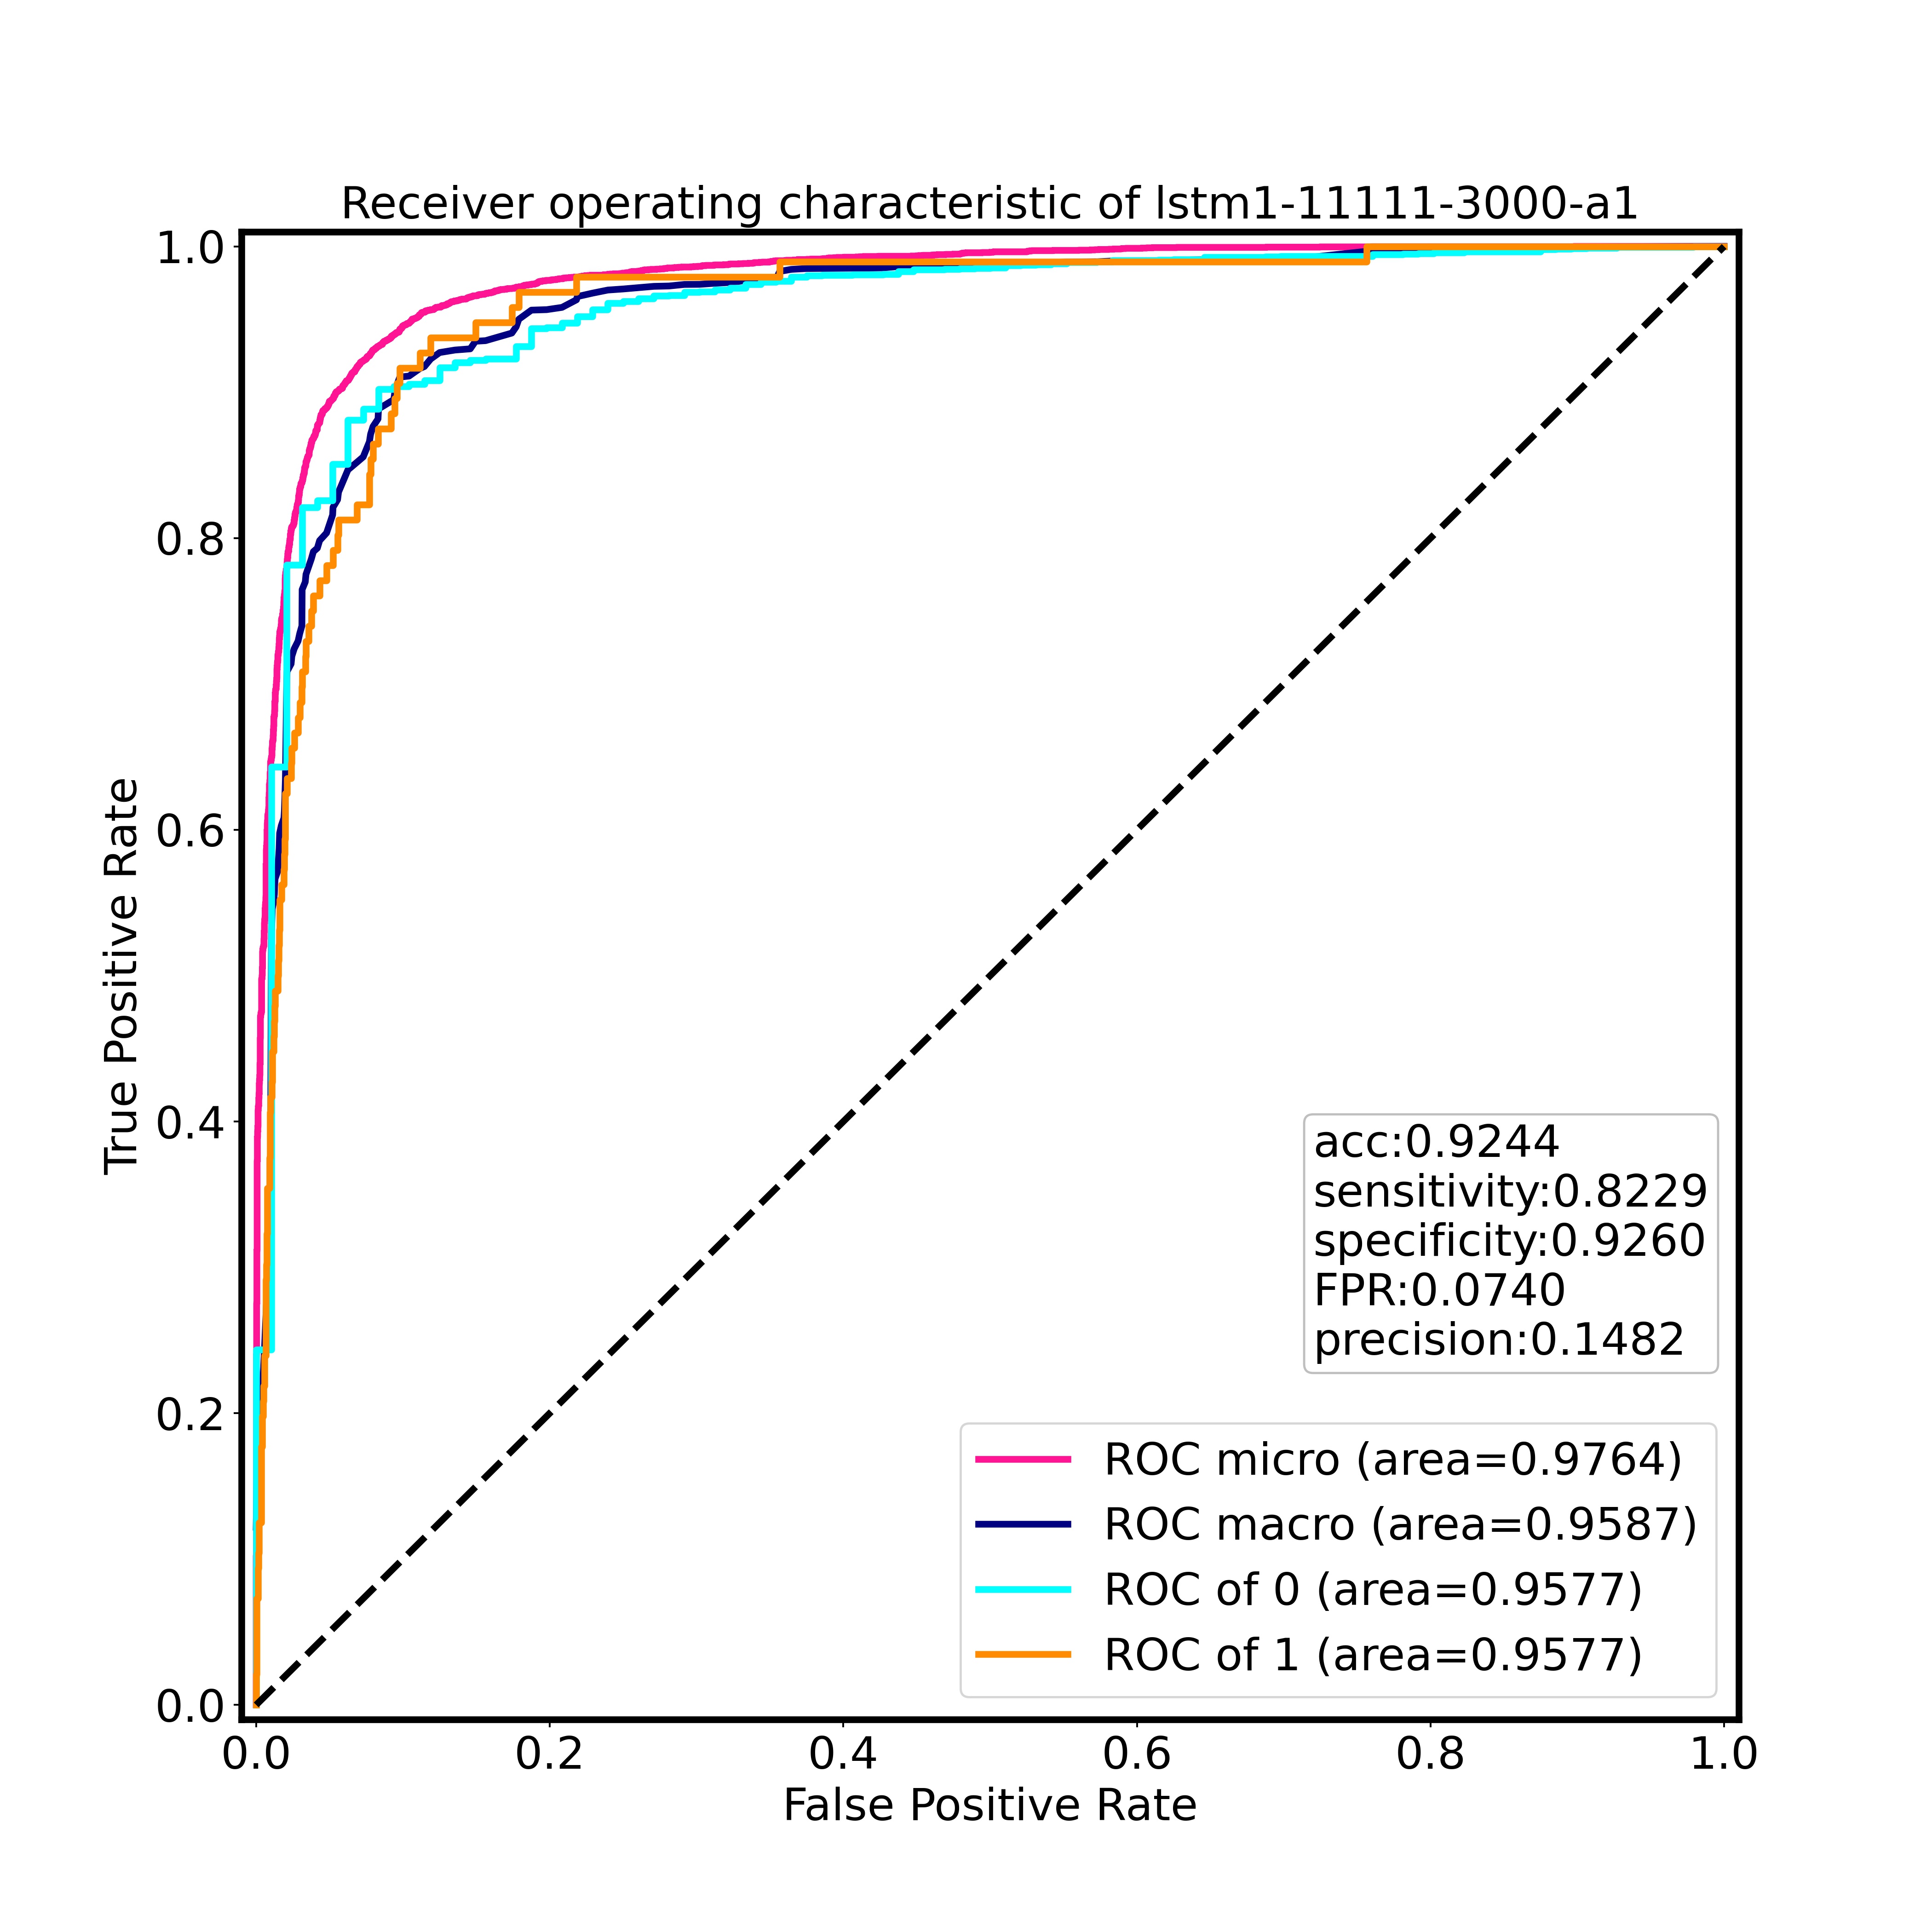 Receiver operating characteristic of lstm1-11111-3000-a1
True Positive Rate
1.0
0.8
0.6
0.4
0.2
0.0
acc:0.9244
sensitivity:0.8229
specificity:0.9260
FPR:0.0740
precision:0.1482
ROC micro (area=0.9764)
ROC macro (area=0.9587)
ROC of 0 (area=0.9577)
ROC of 1 (area=0.9577)
0.0 0.2 0.4 0.6 0.8 1.0
False Positive Rate